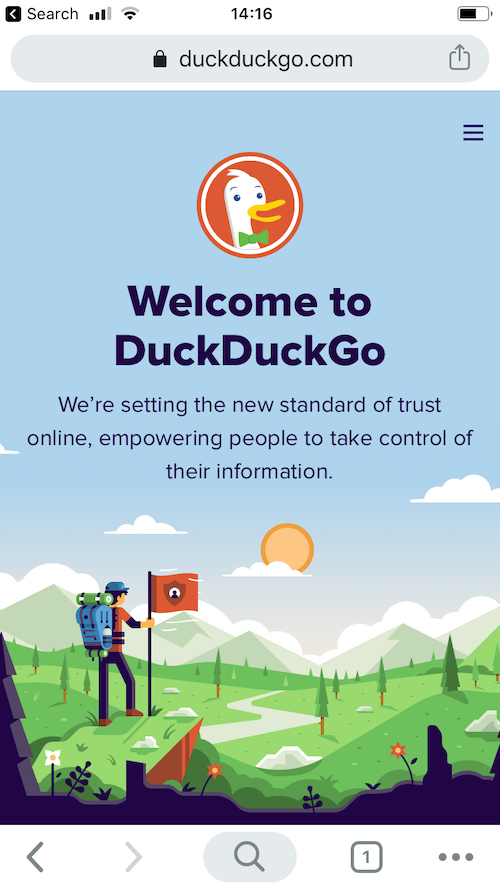 Search 14:16
duckduckgo.com
Welcome to
DuckDuckGo
We’re setting the new standard of trust
online, empowering people to take control of
their information.
1